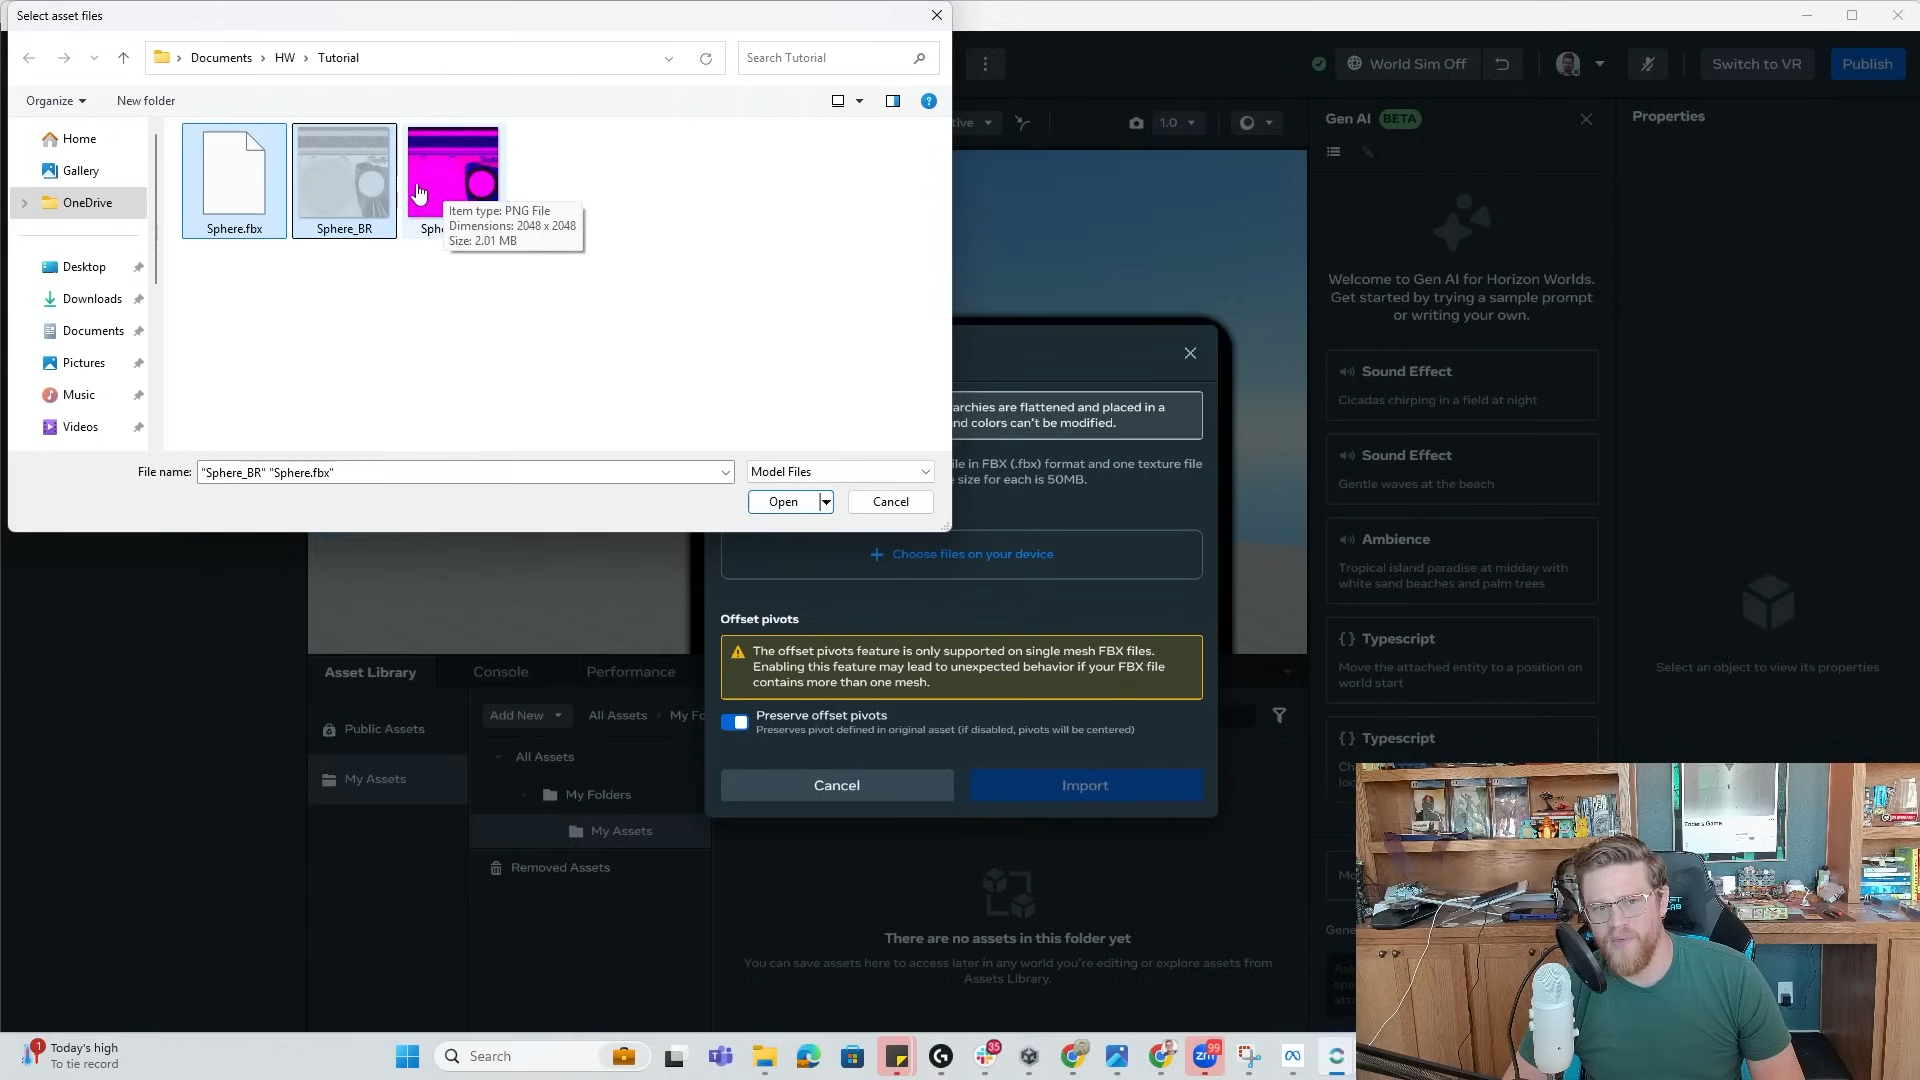 Select asset files
Documents
HW
Tutorial
Search Tutorial
Organize
New folder
Home
Gallery
OneDrive
Desktop
Downloads
Documents
Pictures
Music
Videos
Sphere.fbx
Sphere_BR
Sphe
Item type: PNG File
Dimensions: 2048 x 2048
Size: 2.01 MB
File name:
"Sphere_BR" "Sphere.fbx"
Model Files
Open
Cancel
World Sim Off
Switch to VR
Publish
tive
1.0
Gen AI
BETA
Properties
Welcome to Gen AI for Horizon Worlds.
Get started by trying a sample prompt
or writing your own.
Sound Effect
Cicadas chirping in a field at night
Sound Effect
Gentle waves at the beach
Ambience
Tropical island paradise at midday with
white sand beaches and palm trees
{ } Typescript
Move the attached entity to a position on
world start
{ } Typescript
Select an object to view its properties
archies are flattened and placed in a
nd colors can't be modified.
ile in FBX (.fbx) format and one texture file
size for each is 50MB.
+ Choose files on your device
Offset pivots
The offset pivots feature is only supported on single mesh FBX files.
Enabling this feature may lead to unexpected behavior if your FBX file
contains more than one mesh.
Preserve offset pivots
Preserves pivot defined in original asset (if disabled, pivots will be centered)
Cancel
Import
Asset Library
Console
Performance
Public Assets
My Assets
Add New
All Assets
My Fo
All Assets
My Folders
My Assets
Removed Assets
There are no assets in this folder yet
You can save assets here to access later in any world you're editing or explore assets from
Assets Library.
Ender's Game
1
Today's high
To tie record
Search
35
99
Zm